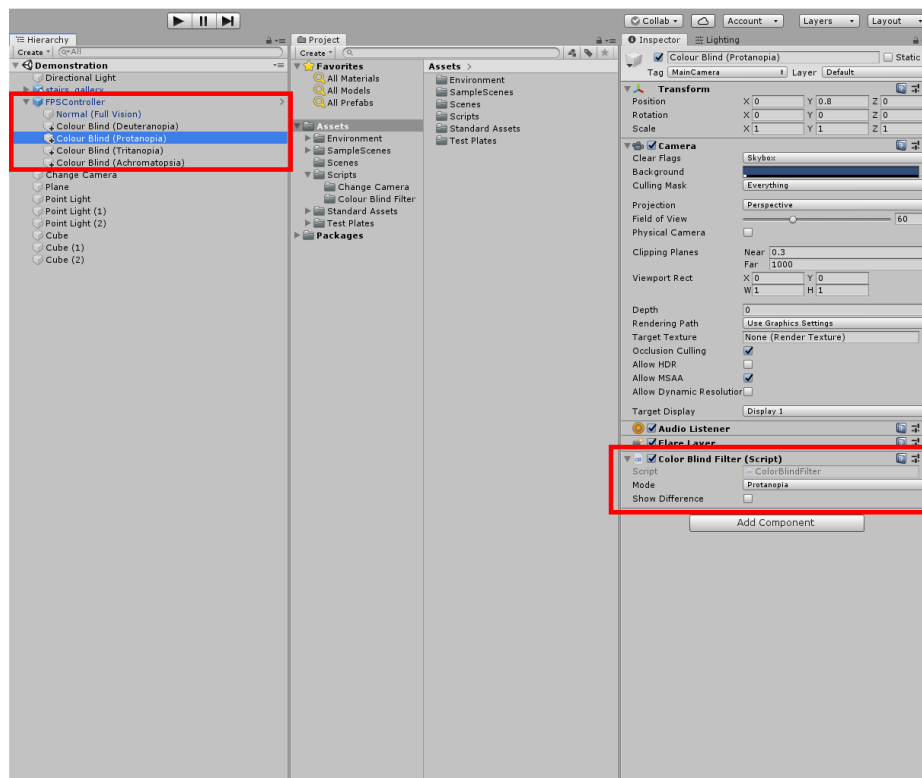 Collab
Account
Layers
Layout
Hierarchy
Create
All
Demonstration
Directional Light
stairs_gallery
FPSController
Normal (Full Vision)
Colour Blind (Deuteranopia)
Colour Blind (Protanopia)
Colour Blind (Tritanopia)
Colour Blind (Achromatopsia)
Change Camera
Plane
Point Light
Point Light (1)
Point Light (2)
Cube
Cube (1)
Cube (2)
Project
Create
Favorites
All Materials
All Models
All Prefabs
Assets
Environment
SampleScenes
Scenes
Scripts
Change Camera
Colour Blind Filter
Standard Assets
Test Plates
Packages
Assets >
Environment
SampleScenes
Scenes
Scripts
Standard Assets
Test Plates
Inspector Lighting
Colour Blind (Protanopia) Static
Tag MainCamera Layer Default
Transform
Position X 0 Y 0.8 Z 0
Rotation X 0 Y 0 Z 0
Scale X 1 Y 1 Z 1
Camera
Clear Flags Skybox
Background
Culling Mask Everything
Projection Perspective
Field of View 60
Physical Camera
Clipping Planes Near 0.3
Far 1000
Viewport Rect X 0 Y 0
W 1 H 1
Depth 0
Rendering Path Use Graphics Settings
Target Texture None (Render Texture)
Occlusion Culling
Allow HDR
Allow MSAA
Allow Dynamic Resolution
Target Display Display 1
Audio Listener
Flare Layer
Color Blind Filter (Script)
Script ColorBlindFilter
Mode Protanopia
Show Difference
Add Component